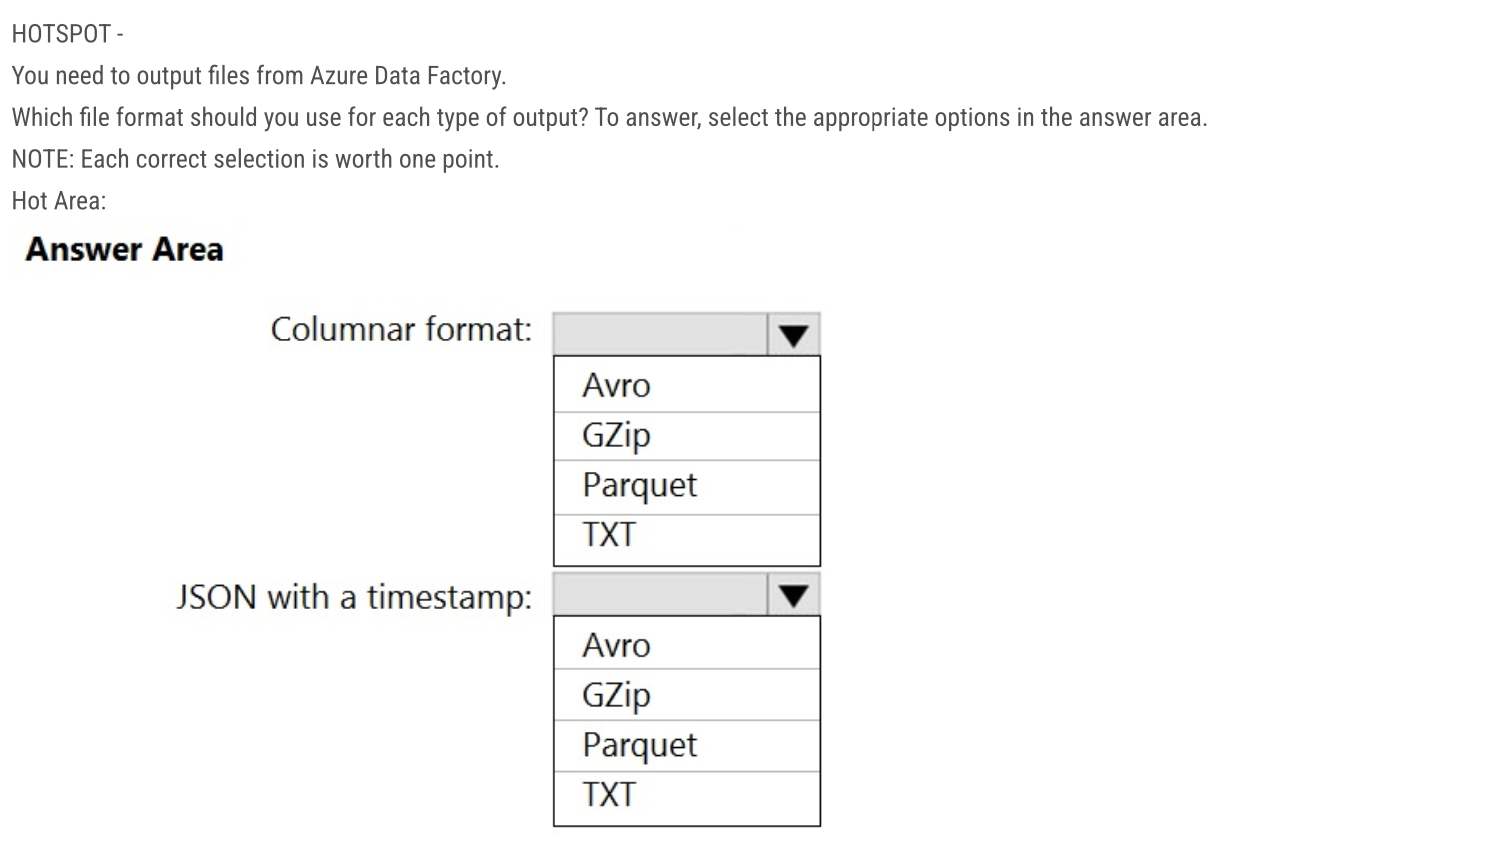 HOTSPOT -
You need to output files from Azure Data Factory.
Which file format should you use for each type of output? To answer, select the appropriate options in the answer area.
NOTE: Each correct selection is worth one point.
Hot Area:
Answer Area
Columnar format:
Avro
GZip
Parquet
TXT
JSON with a timestamp:
Avro
GZip
Parquet
TXT